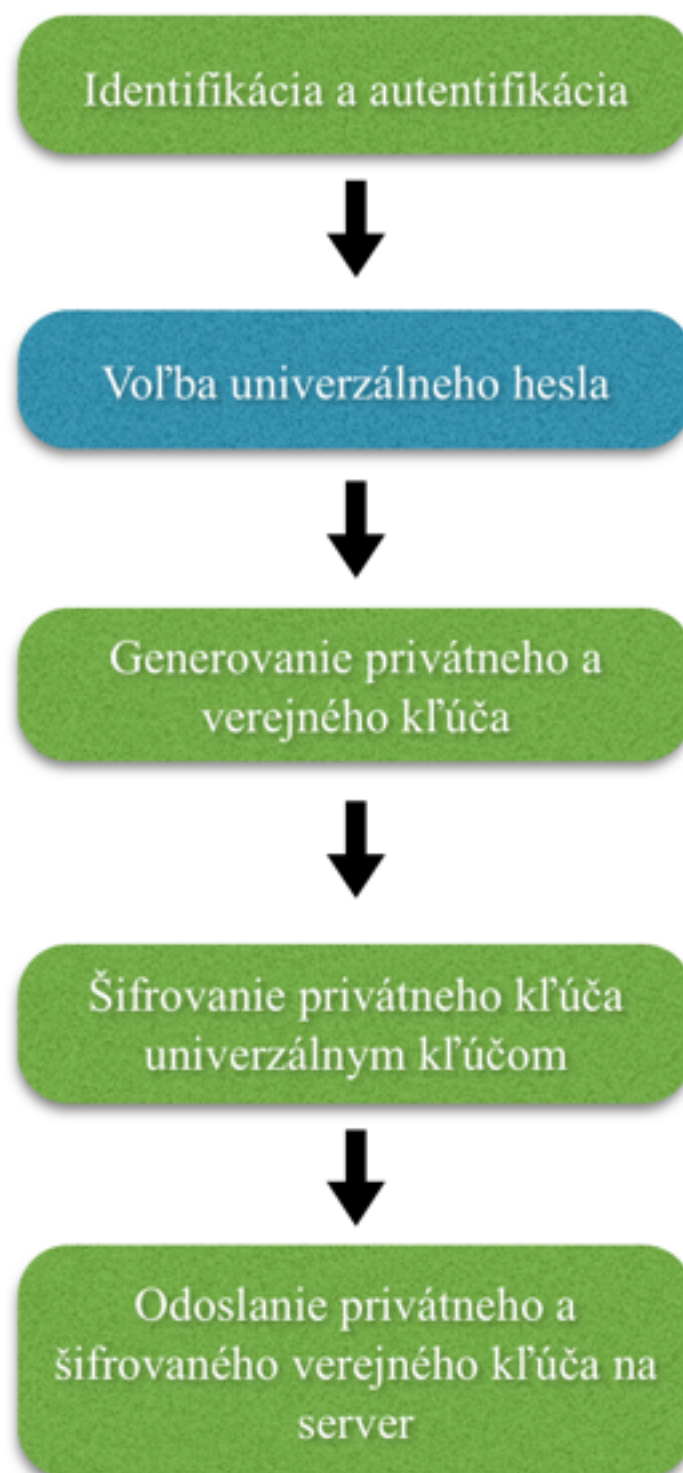 Identifikácia a autentifikácia
Voľba univerzálneho hesla
Generovanie privátneho a
verejného kľúča
Šifrovanie privátneho kľúča
univerzálnym kľúčom
Odoslanie privátneho a
šifrovaného verejného kľúča na
server